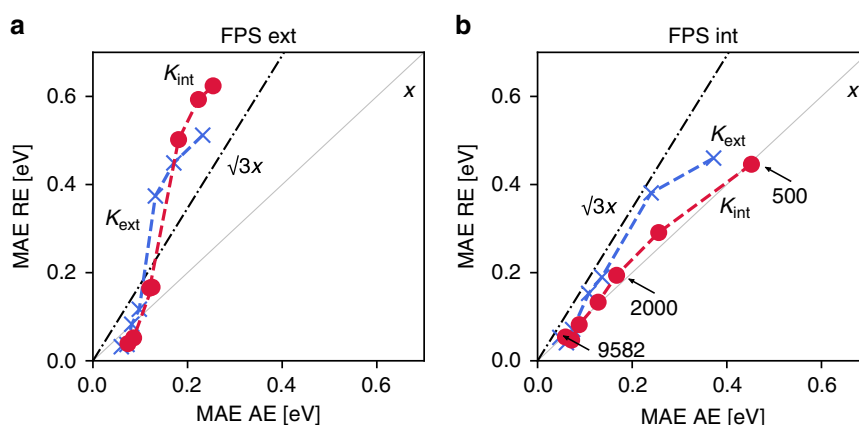 a
FPS ext
0.6
0.4
0.2
0.0
MAE RE [eV]
K_int
K_ext
√3x
x
0.0 0.2 0.4 0.6
MAE AE [eV]
b
FPS int
0.6
0.4
0.2
0.0
MAE RE [eV]
x
K_ext
500
√3x
K_int
2000
9582
0.0 0.2 0.4 0.6
MAE AE [eV]